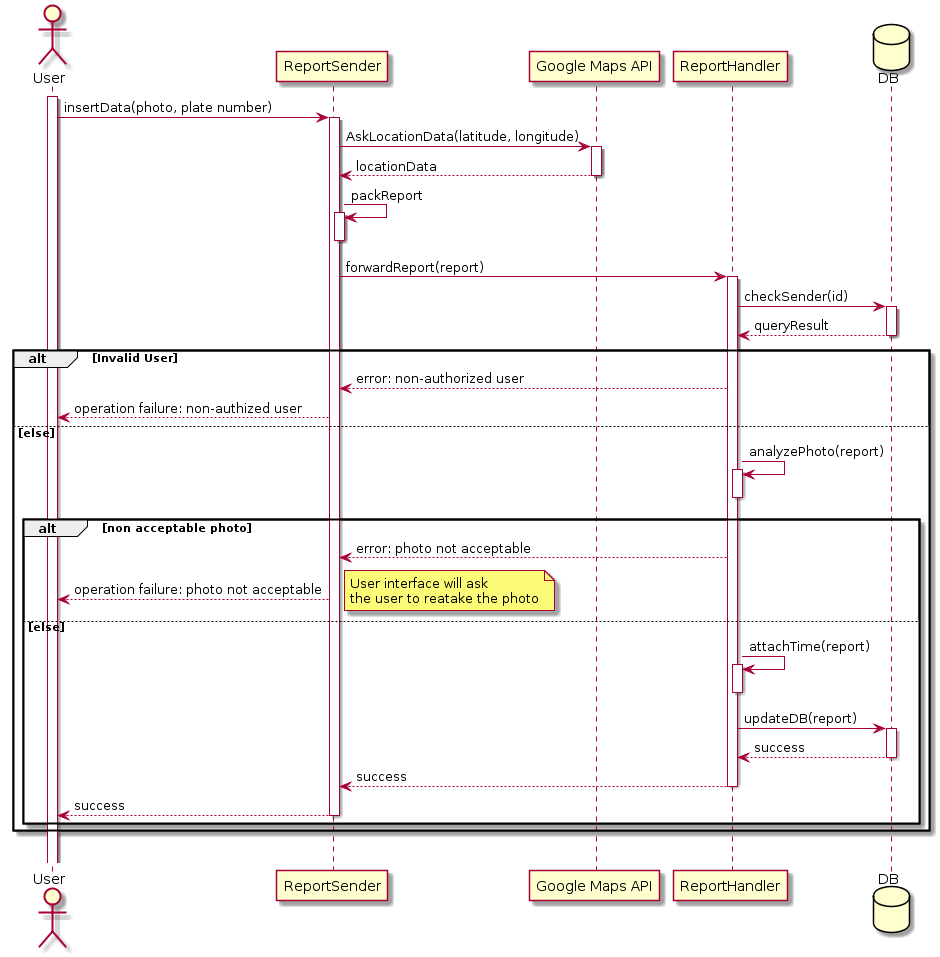 User
ReportSender
Google Maps API
ReportHandler
DB
insertData(photo, plate number)
AskLocationData(latitude, longitude)
locationData
packReport
forwardReport(report)
checkSender(id)
queryResult
alt [Invalid User]
error: non-authorized user
operation failure: non-authized user
[else]
analyzePhoto(report)
alt [non acceptable photo]
error: photo not acceptable
User interface will ask
the user to reatake the photo
operation failure: photo not acceptable
[else]
attachTime(report)
updateDB(report)
success
success
success
User
ReportSender
Google Maps API
ReportHandler
DB